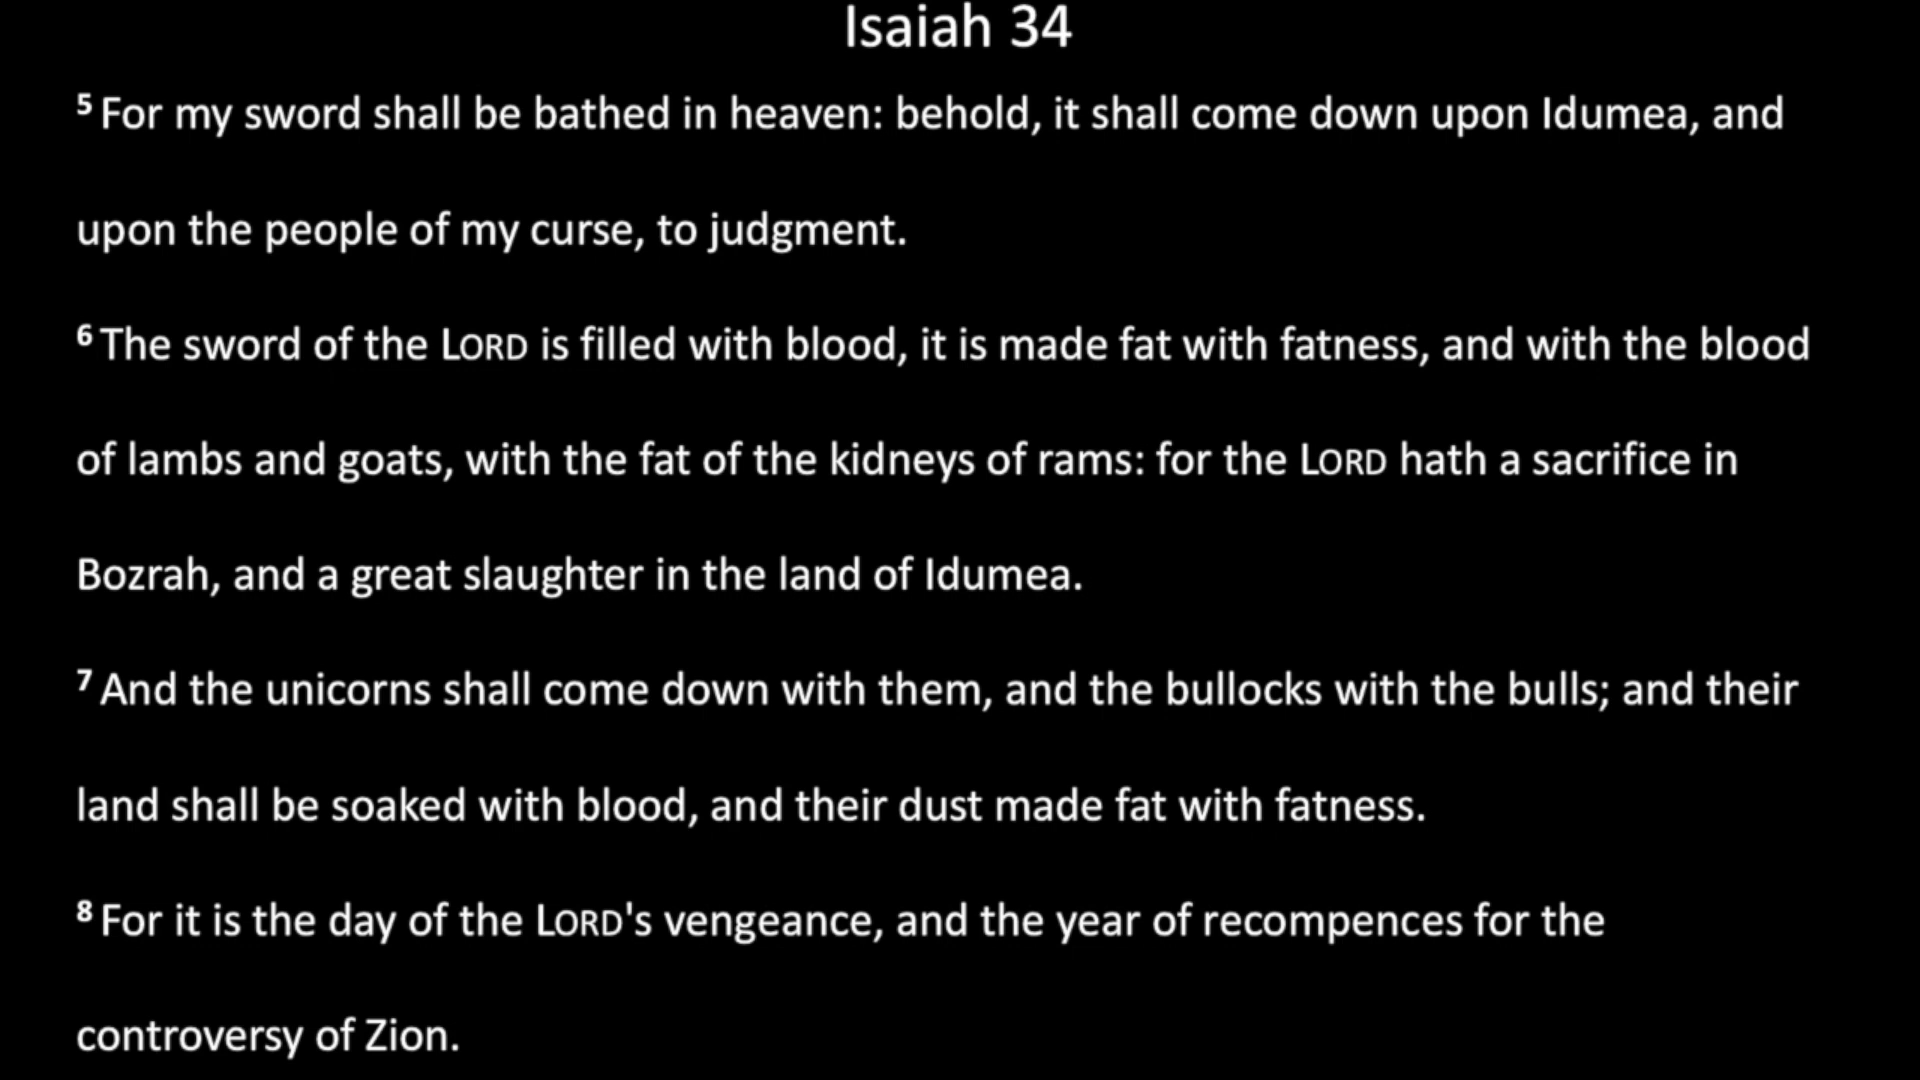 Isaiah 34
5 For my sword shall be bathed in heaven: behold, it shall come down upon Idumea, and
upon the people of my curse, to judgment.
6 The sword of the LORD is filled with blood, it is made fat with fatness, and with the blood
of lambs and goats, with the fat of the kidneys of rams: for the LORD hath a sacrifice in
Bozrah, and a great slaughter in the land of Idumea.
7 And the unicorns shall come down with them, and the bullocks with the bulls; and their
land shall be soaked with blood, and their dust made fat with fatness.
8 For it is the day of the LORD's vengeance, and the year of recompences for the
controversy of Zion.